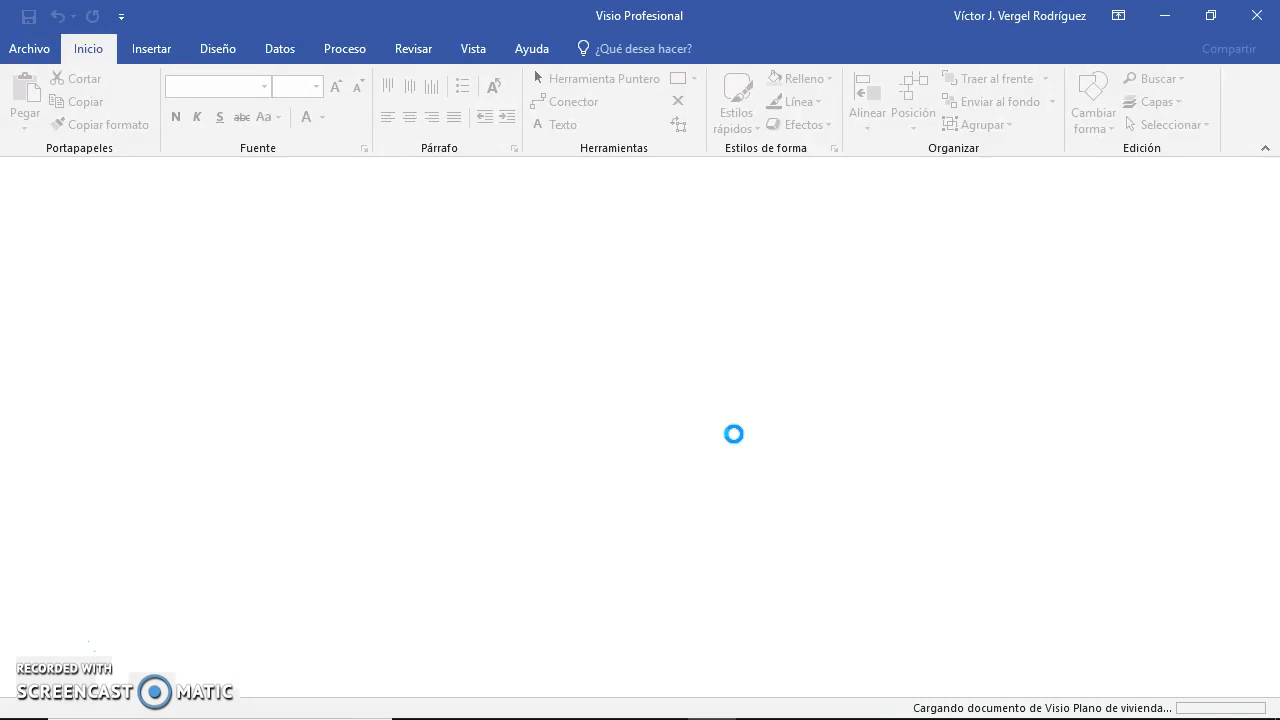 Visio Profesional
Víctor J. Vergel Rodríguez
Archivo Inicio Insertar Diseño Datos Proceso Revisar Vista Ayuda ¿Qué desea hacer? Compartir
Pegar
Cortar
Copiar
Copiar formato
Portapapeles
N K S abc Aa A
Fuente
Párrafo
Herramienta Puntero
Conector
A Texto
Herramientas
Estilos rápidos
Relleno
Línea
Efectos
Estilos de forma
Alinear
Posición
Traer al frente
Enviar al fondo
Agrupar
Organizar
Cambiar forma
Buscar
Capas
Seleccionar
Edición
RECORDED WITH
SCREENCAST MATIC
Cargando documento de Visio Plano de vivienda...